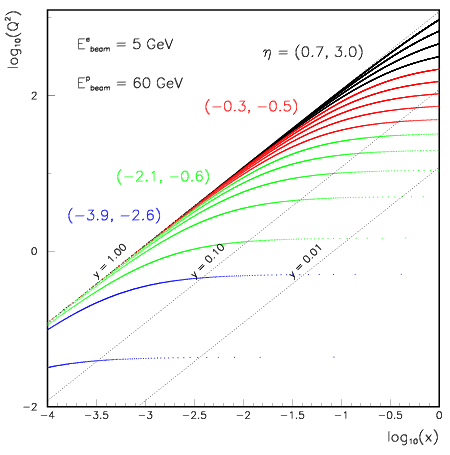 log₁₀(Q²)
E^e_beam = 5 GeV
η = (0.7, 3.0)
E^p_beam = 60 GeV
2
(-0.3, -0.5)
(-2.1, -0.6)
(-3.9, -2.6)
0
y = 1.00
y = 0.10
y = 0.01
-2
-4 -3.5 -3 -2.5 -2 -1.5 -1 -0.5 0
log₁₀(x)